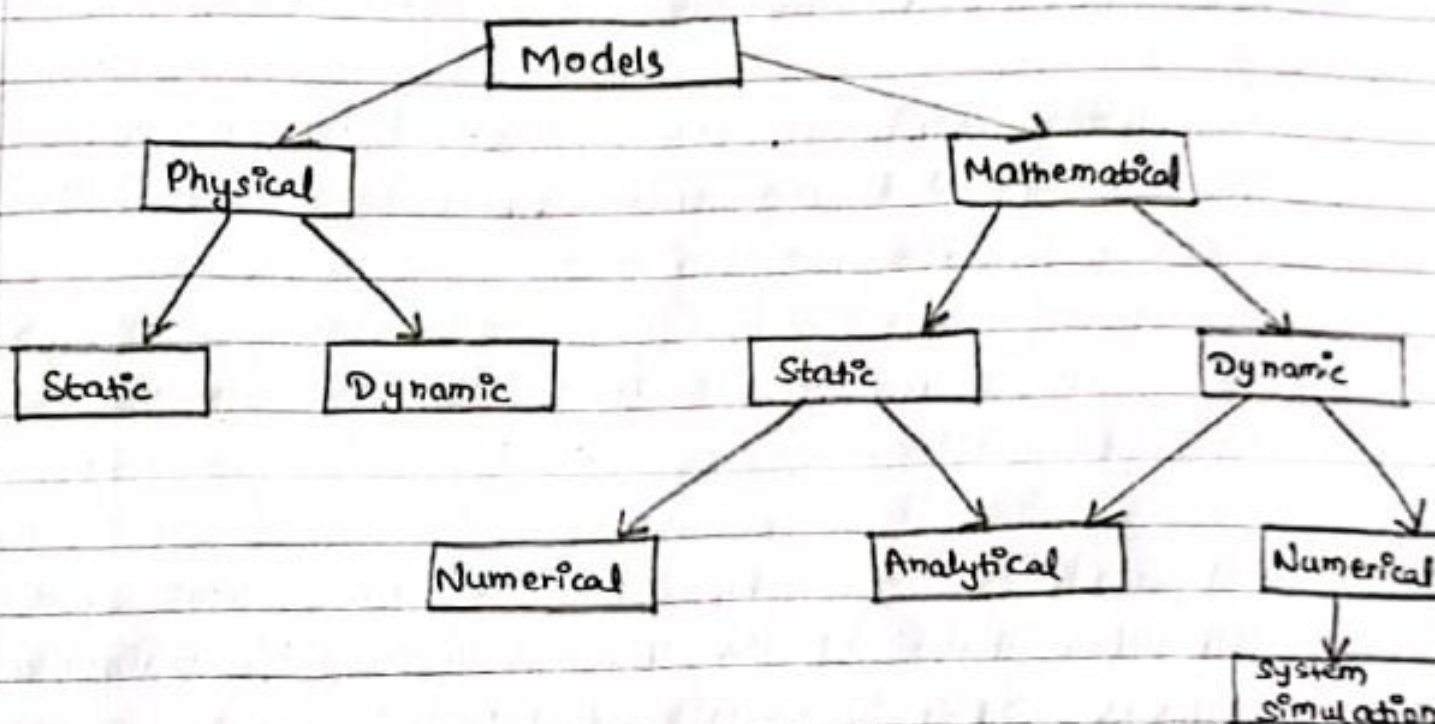 Models
Physical
Mathematical
Static
Dynamic
Static
Dynamic
Numerical
Analytical
Numerical
System
Simulation